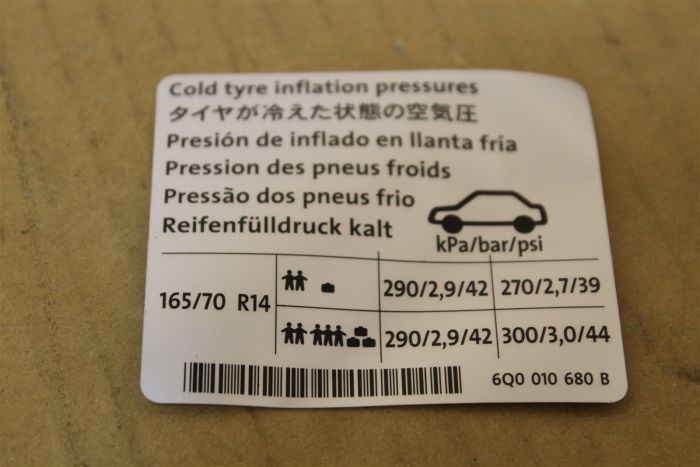 Cold tyre inflation pressures
タイヤが冷えた状態の空気圧
Presión de inflado en llanta fría
Pression des pneus froids
Pressão dos pneus frio
Reifenfülldruck kalt
kPa/bar/psi
165/70 R14
290/2,9/42 270/2,7/39
290/2,9/42 300/3,0/44
6Q0 010 680 B